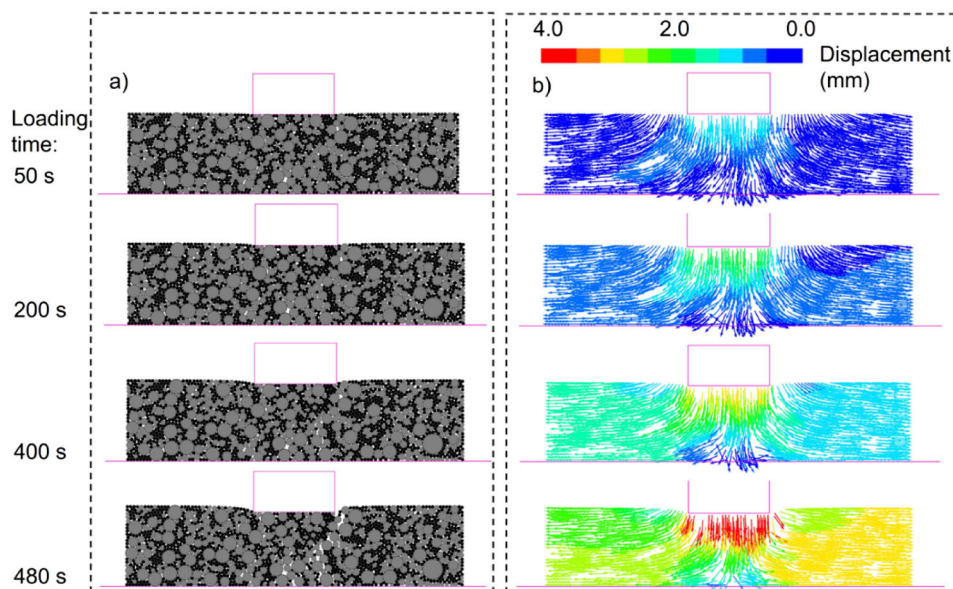 4.0 2.0 0.0
Displacement
(mm)
a)
b)
Loading
time:
50 s
200 s
400 s
480 s